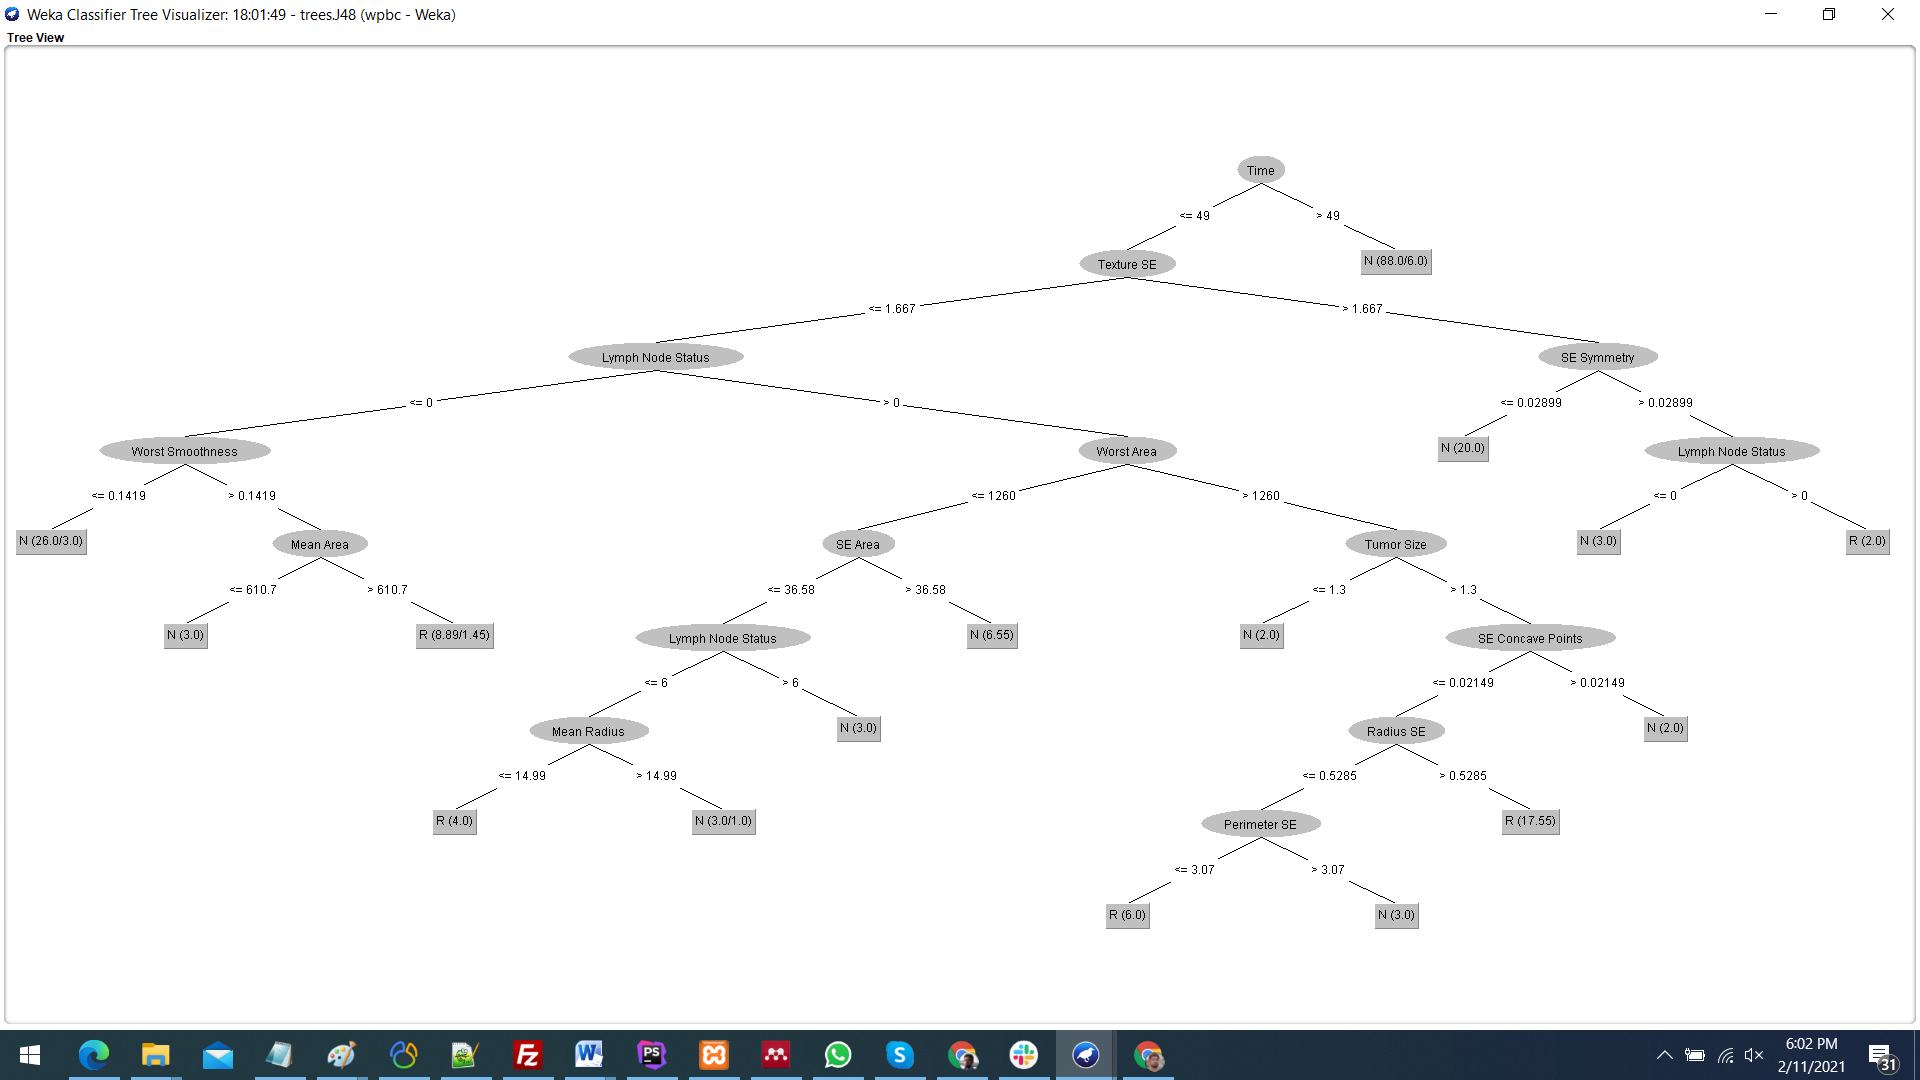 Weka Classifier Tree Visualizer: 18:01:49 - trees.J48 (wpbc - Weka)
Tree View
Time
<= 49 > 49
Texture SE N (88.0/6.0)
<= 1.667 > 1.667
Lymph Node Status SE Symmetry
<= 0 > 0 <= 0.02899 > 0.02899
Worst Smoothness Worst Area N (20.0) Lymph Node Status
<= 0.1419 > 0.1419 <= 1260 > 1260 <= 0 > 0
N (26.0/3.0) Mean Area SE Area Tumor Size N (3.0) R (2.0)
<= 610.7 > 610.7 <= 36.58 > 36.58 <= 1.3 > 1.3
N (3.0) R (8.89/1.45) Lymph Node Status N (6.55) N (2.0) SE Concave Points
<= 6 > 6 <= 0.02149 > 0.02149
Mean Radius N (3.0) Radius SE N (2.0)
<= 14.99 > 14.99 <= 0.5285 > 0.5285
R (4.0) N (3.0/1.0) Perimeter SE R (17.55)
<= 3.07 > 3.07
R (6.0) N (3.0)
FZ W PS S
6:02 PM
2/11/2021
31